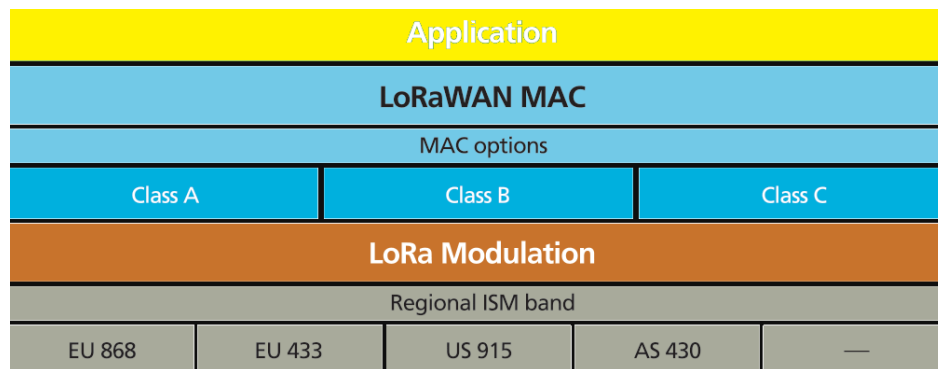 Application
LoRaWAN MAC
MAC options
Class A Class B Class C
LoRa Modulation
Regional ISM band
EU 868 EU 433 US 915 AS 430 —